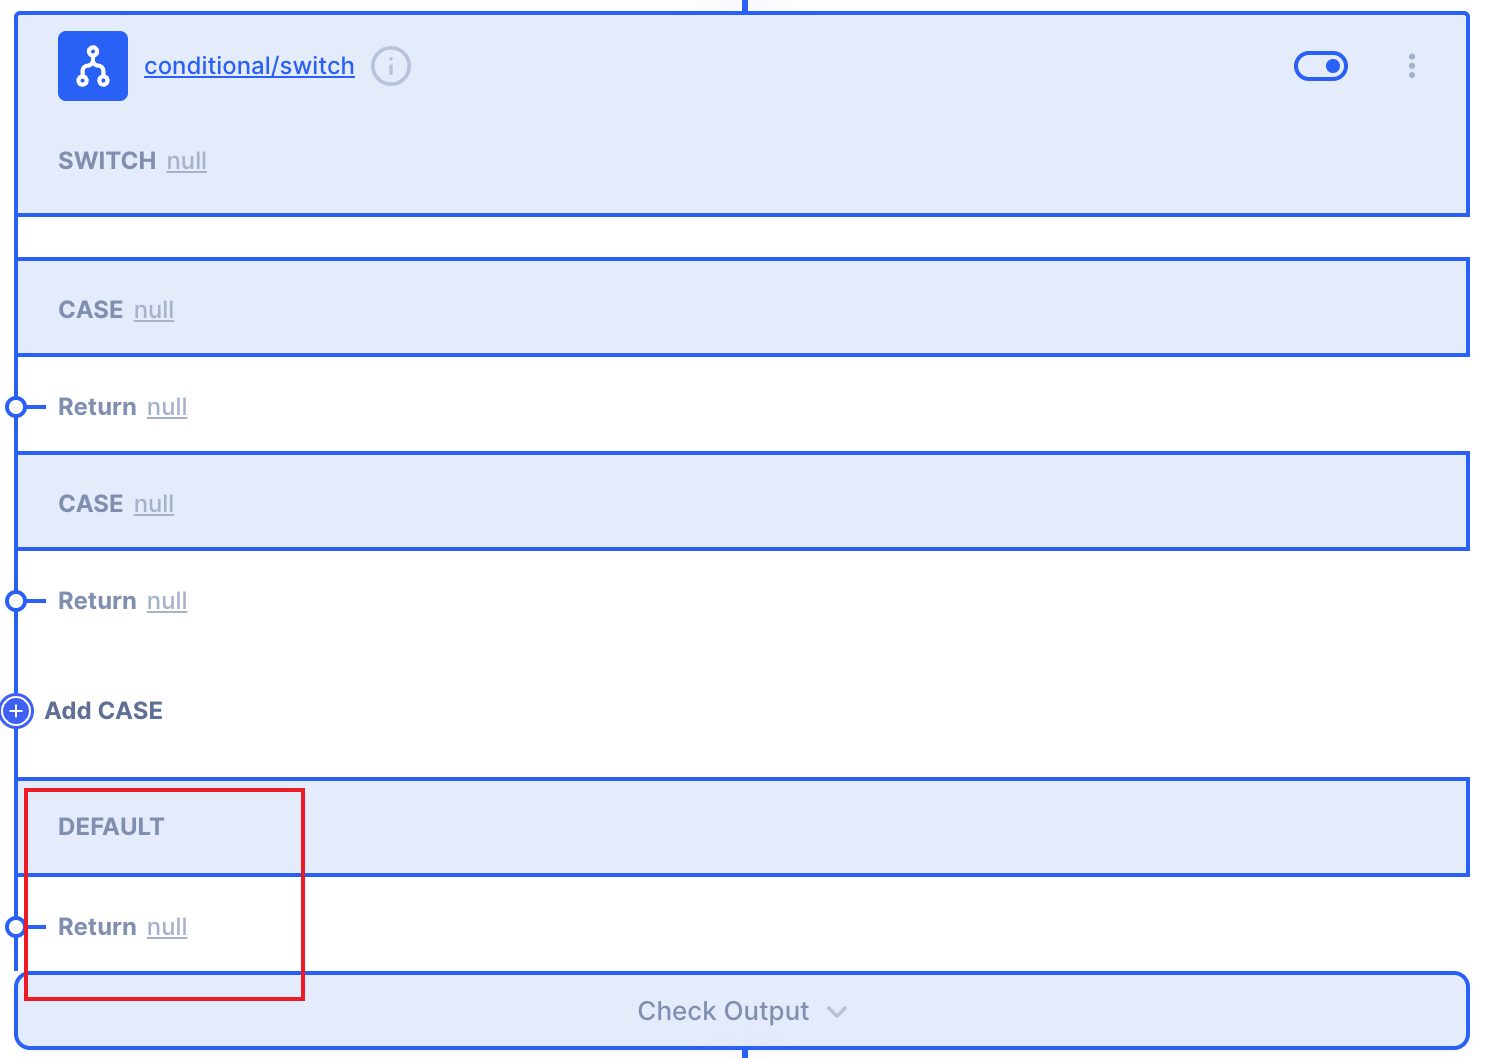 conditional/switch
SWITCH null
CASE null
Return null
CASE null
Return null
Add CASE
DEFAULT
Return null
Check Output